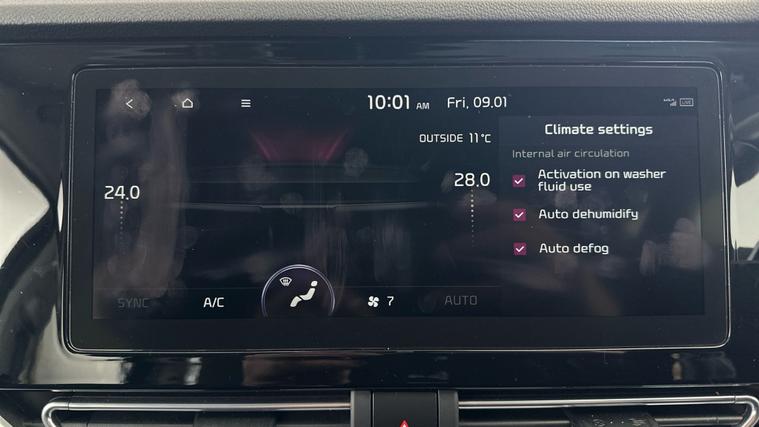 10:01 AM Fri, 09.01
LIVE
OUTSIDE 11°C
Climate settings
Internal air circulation
Activation on washer
fluid use
Auto dehumidify
Auto defog
24.0
28.0
SYNC
A/C
7
AUTO